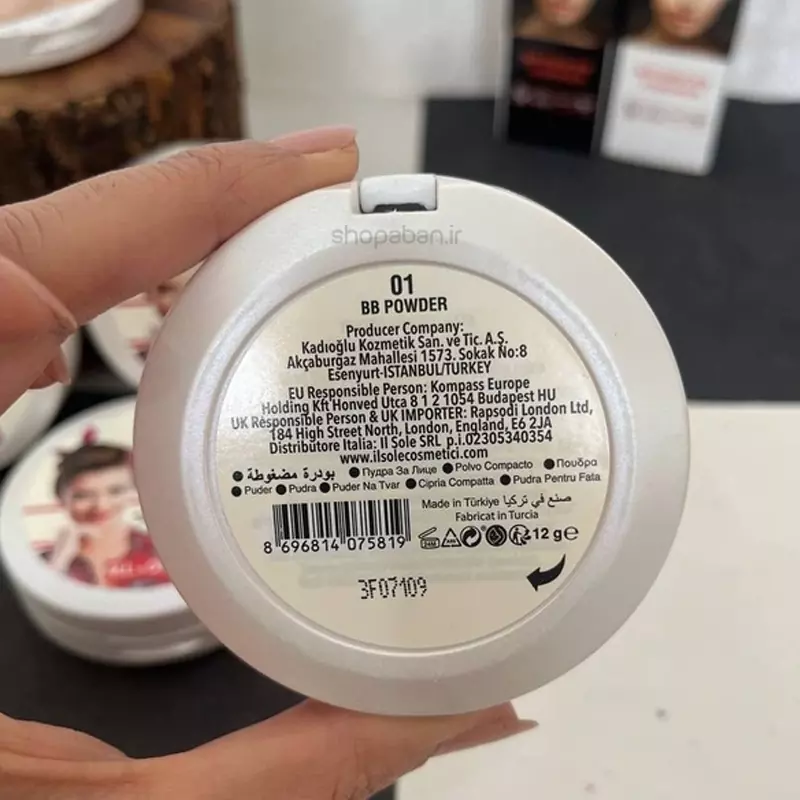 shopaban.ir
01
BB POWDER
Producer Company:
Kadıoğlu Kozmetik San. ve Tic. A.Ş.
Akçaburgaz Mahallesi 1573. Sokak No:8
Esenyurt-ISTANBUL/TURKEY
EU Responsible Person: Kompass Europe
Holding Kft Honved Utca 8 1 2 1054 Budapest HU
UK Responsible Person & UK IMPORTER: Rapsodi London Ltd,
184 High Street North, London, England, E6 2JA
Distributore Italia: Il Sole SRL p.i.02305340354
www.ilsolecosmetici.com
● بودرة مضغوطة ● Пудра За Лице ● Polvo Compacto ● Поудра
● Puder ● Pudra ● Puder Na Tvar ● Cipria Compatta ● Pudra Pentru Fata
Made in Türkiye صنع في تركيا
Fabricat in Turcia
8 696814 075819
24M
12 g℮
3F07109